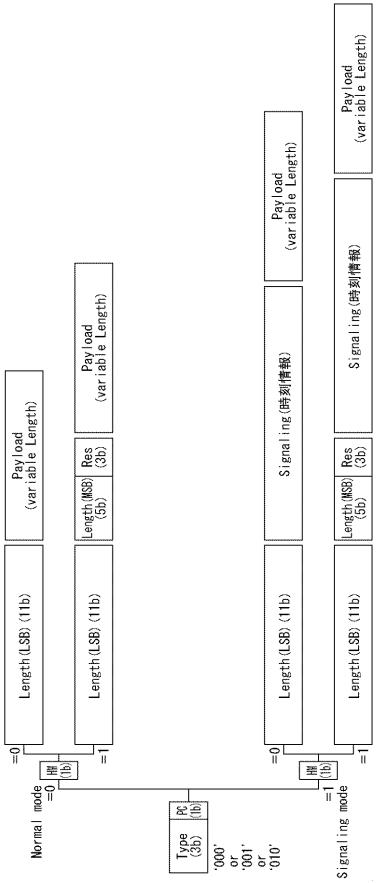 Normal mode
=0
HM
(1b)
=0
Length(LSB)(11b)
Payload
(variable Length)
=1
Length(LSB)(11b)
Length(MSB)
(5b)
Res
(3b)
Payload
(variable Length)
Type
(3b)
PC
(1b)
‘000’
or
‘001’
or
‘010’
Signaling mode
=1
HM
(1b)
=0
Length(LSB)(11b)
Signaling(時刻情報)
Payload
(variable Length)
=1
Length(LSB)(11b)
Length(MSB)
(5b)
Res
(3b)
Signaling(時刻情報)
Payload
(variable Length)